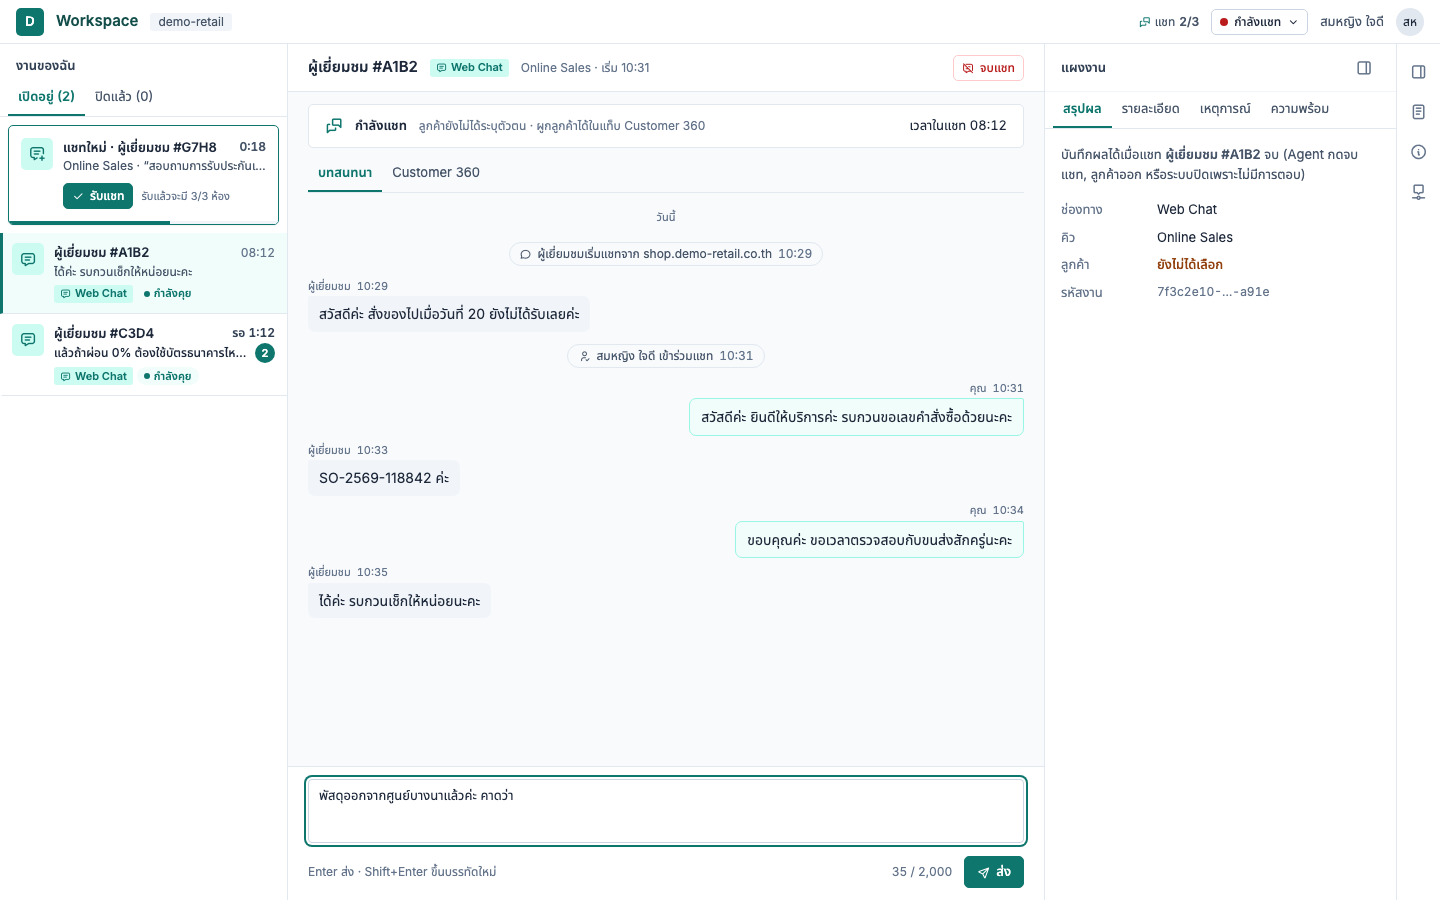 D Workspace demo-retail
แชท 2/3 กำลังแชท สมหญิง ใจดี สห
งานของฉัน
เปิดอยู่ (2) ปิดแล้ว (0)
แชทใหม่ · ผู้เยี่ยมชม #G7H8 0:18
Online Sales · “สอบถามการรับประกันเ...
รับแชท รับแล้วจะมี 3/3 ห้อง
ผู้เยี่ยมชม #A1B2 08:12
ได้ค่ะ รบกวนเช็กให้หน่อยนะคะ
Web Chat กำลังคุย
ผู้เยี่ยมชม #C3D4 รอ 1:12
แล้วถ้าผ่อน 0% ต้องใช้บัตรธนาคารไห... 2
Web Chat กำลังคุย
ผู้เยี่ยมชม #A1B2 Web Chat Online Sales · เริ่ม 10:31 จบแชท
กำลังแชท ลูกค้ายังไม่ได้ระบุตัวตน · ผูกลูกค้าได้ในแท็บ Customer 360 เวลาในแชท 08:12
บทสนทนา Customer 360
วันนี้
ผู้เยี่ยมชมเริ่มแชทจาก shop.demo-retail.co.th 10:29
ผู้เยี่ยมชม 10:29
สวัสดีค่ะ สั่งของไปเมื่อวันที่ 20 ยังไม่ได้รับเลยค่ะ
สมหญิง ใจดี เข้าร่วมแชท 10:31
คุณ 10:31
สวัสดีค่ะ ยินดีให้บริการค่ะ รบกวนขอเลขคำสั่งซื้อด้วยนะคะ
ผู้เยี่ยมชม 10:33
SO-2569-118842 ค่ะ
คุณ 10:34
ขอบคุณค่ะ ขอเวลาตรวจสอบกับขนส่งสักครู่นะคะ
ผู้เยี่ยมชม 10:35
ได้ค่ะ รบกวนเช็กให้หน่อยนะคะ
พัสดุออกจากศูนย์บางนาแล้วค่ะ คาดว่า
Enter ส่ง · Shift+Enter ขึ้นบรรทัดใหม่ 35 / 2,000 ส่ง
แผงงาน
สรุปผล รายละเอียด เหตุการณ์ ความพร้อม
บันทึกผลได้เมื่อแชท ผู้เยี่ยมชม #A1B2 จบ (Agent กดจบ
แชท, ลูกค้าออก หรือระบบปิดเพราะไม่มีการตอบ)
ช่องทาง Web Chat
คิว Online Sales
ลูกค้า ยังไม่ได้เลือก
รหัสงาน 7f3c2e10-...-a91e